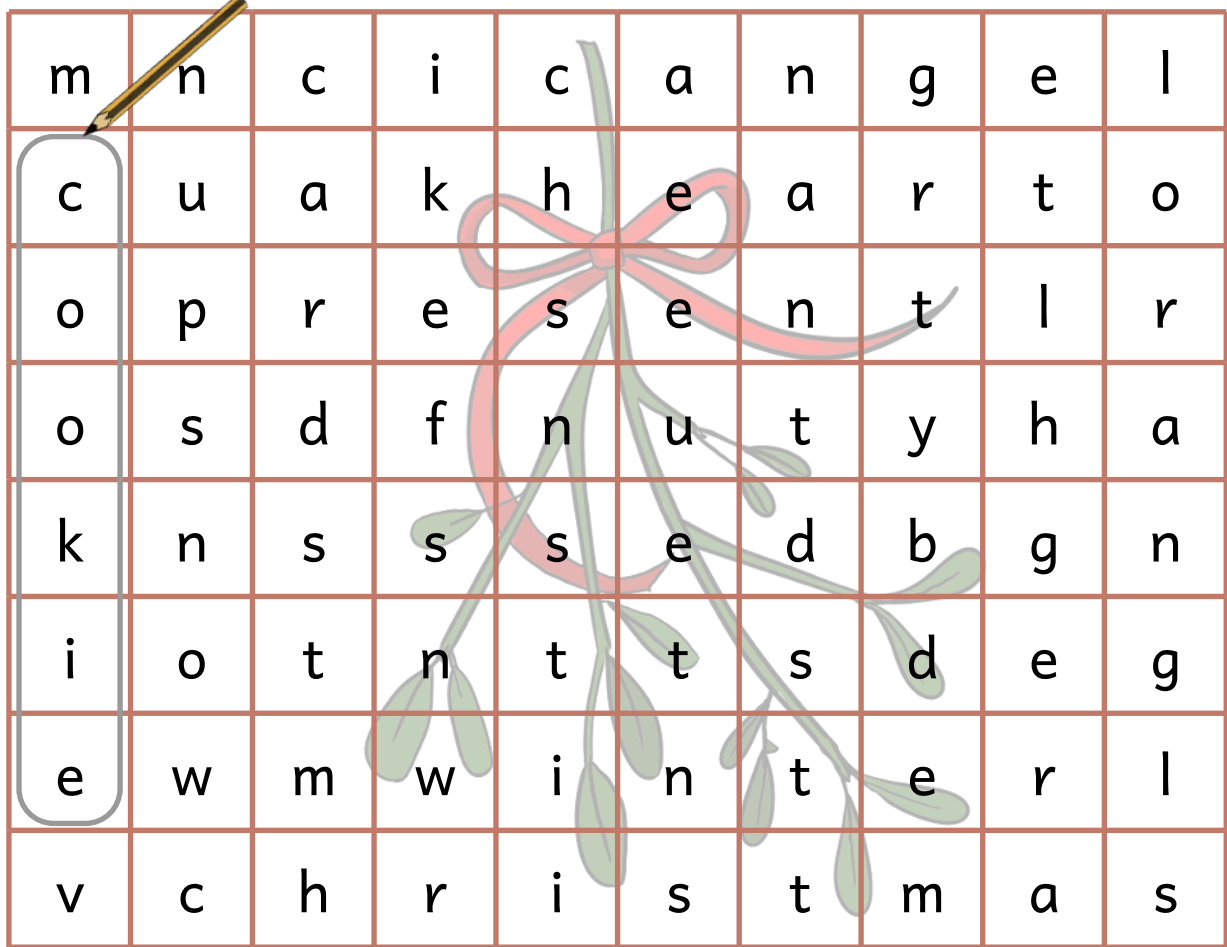 m n c i c a n g e l
c u a k h e a r t o
o p r e s e n t l r
o s d f n u t y h a
k n s s s e d b g n
i o t n t t s d e g
e w m w i n t e r l
v c h r i s t m a s